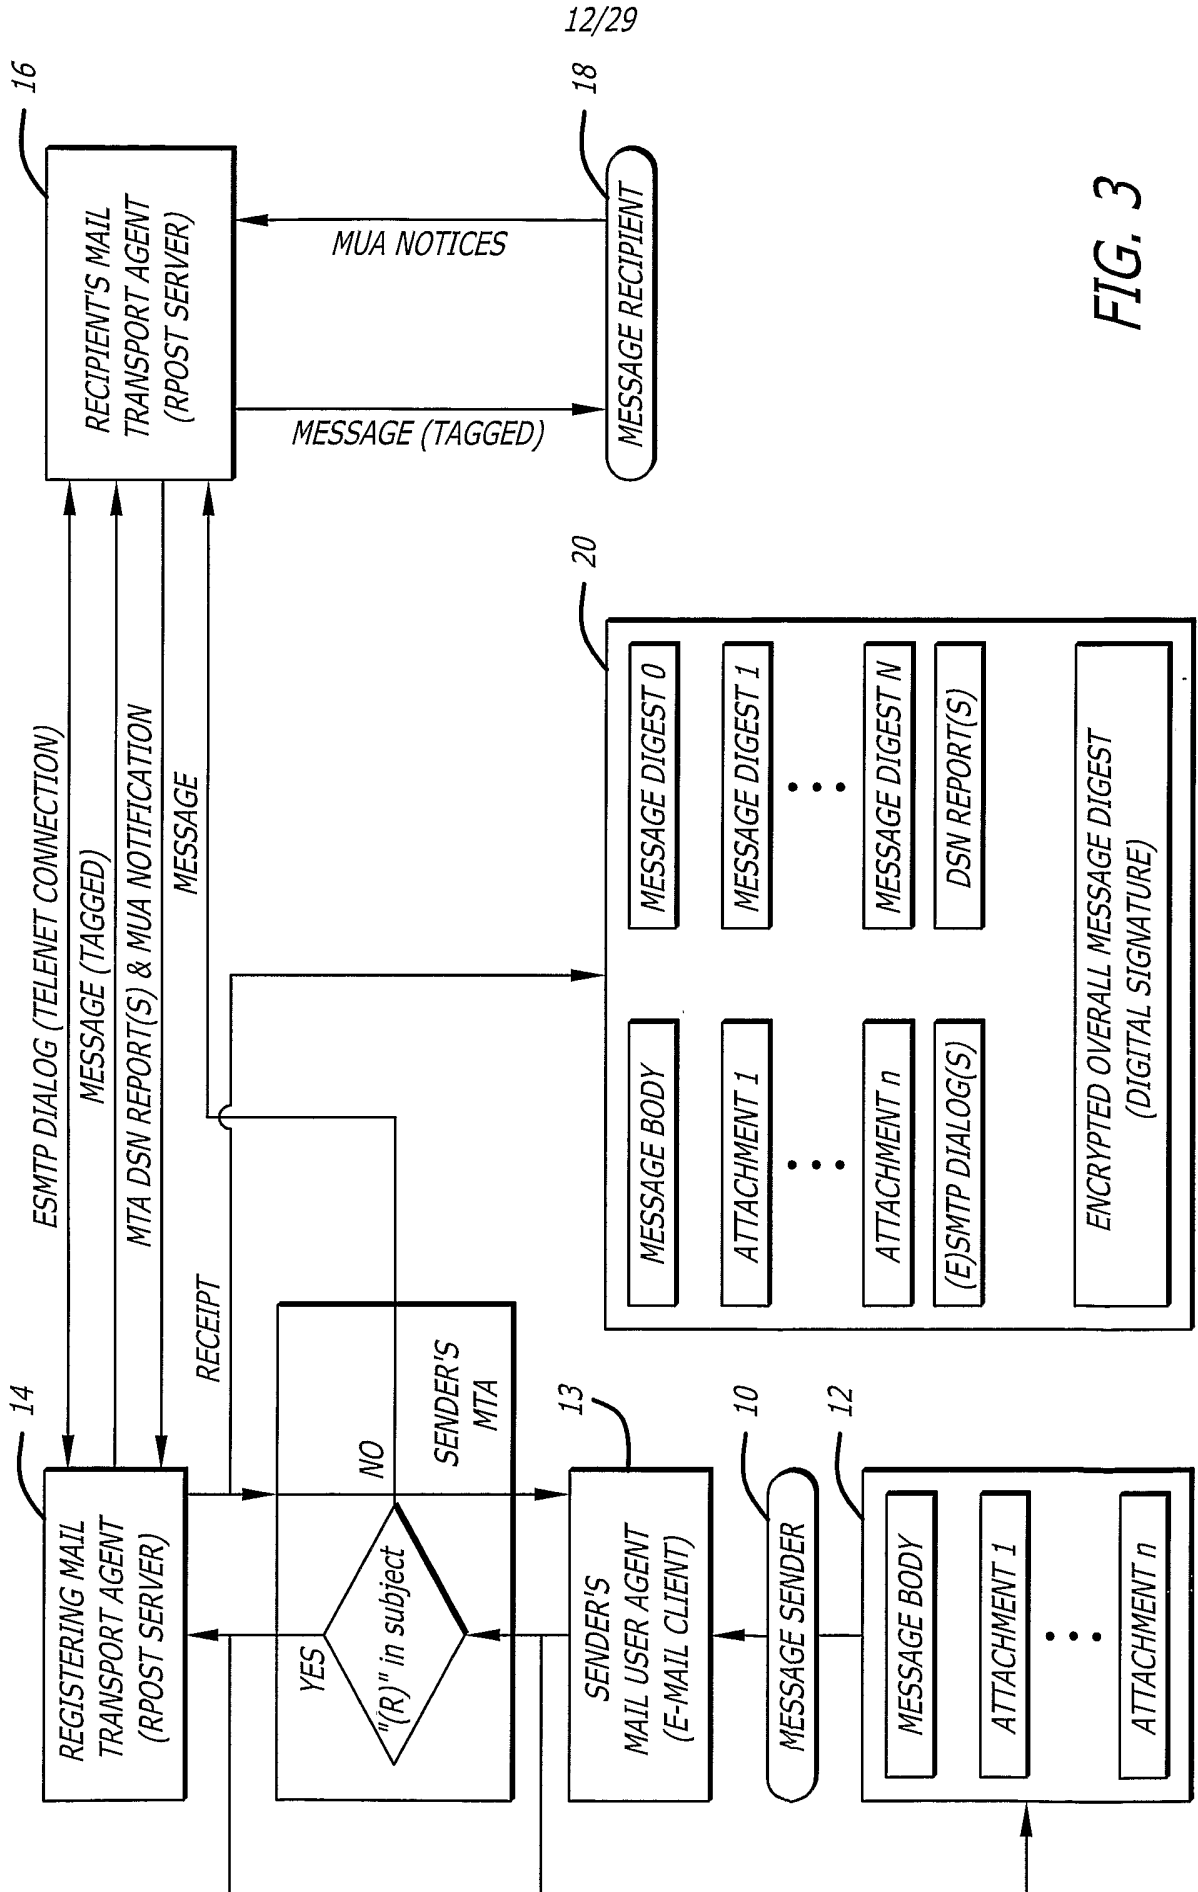 12/29
14
REGISTERING MAIL
TRANSPORT AGENT
(RPOST SERVER)
ESMTP DIALOG (TELENET CONNECTION)
MESSAGE (TAGGED)
MTA DSN REPORT(S) & MUA NOTIFICATION
MESSAGE
16
RECIPIENT'S MAIL
TRANSPORT AGENT
(RPOST SERVER)
RECEIPT
YES
"(R)" in subject
NO
SENDER'S
MTA
MUA NOTICES
MESSAGE (TAGGED)
13
SENDER'S
MAIL USER AGENT
(E-MAIL CLIENT)
18
MESSAGE RECIPIENT
10
MESSAGE SENDER
12
MESSAGE BODY
ATTACHMENT 1
ATTACHMENT n
20
MESSAGE BODY
MESSAGE DIGEST 0
ATTACHMENT 1
MESSAGE DIGEST 1
ATTACHMENT n
MESSAGE DIGEST N
(E)SMTP DIALOG(S)
DSN REPORT(S)
ENCRYPTED OVERALL MESSAGE DIGEST
(DIGITAL SIGNATURE)
FIG. 3